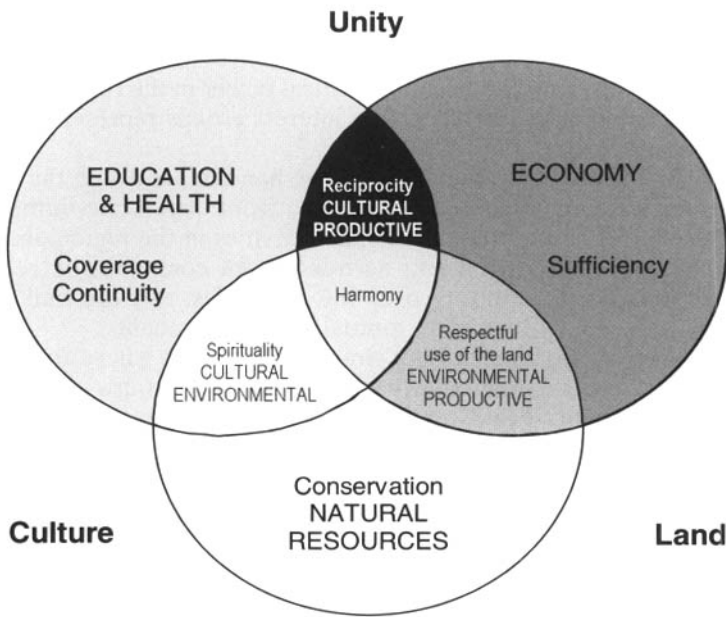 Unity
EDUCATION
& HEALTH
Coverage
Continuity
Reciprocity
CULTURAL
PRODUCTIVE
ECONOMY
Sufficiency
Harmony
Spirituality
CULTURAL
ENVIRONMENTAL
Respectful
use of the land
ENVIRONMENTAL
PRODUCTIVE
Conservation
NATURAL
RESOURCES
Culture
Land